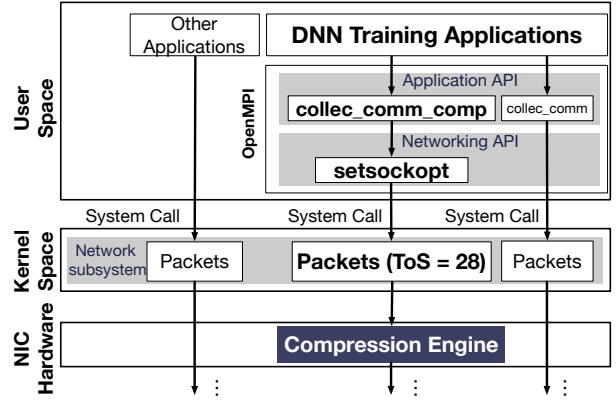 Other
Applications
DNN Training Applications
User
Space
OpenMPI
Application API
collec_comm_comp
collec_comm
Networking API
setsockopt
System Call
System Call
System Call
Kernel
Space
Network
subsystem
Packets
Packets (ToS = 28)
Packets
NIC
Hardware
Compression Engine
...
...
...